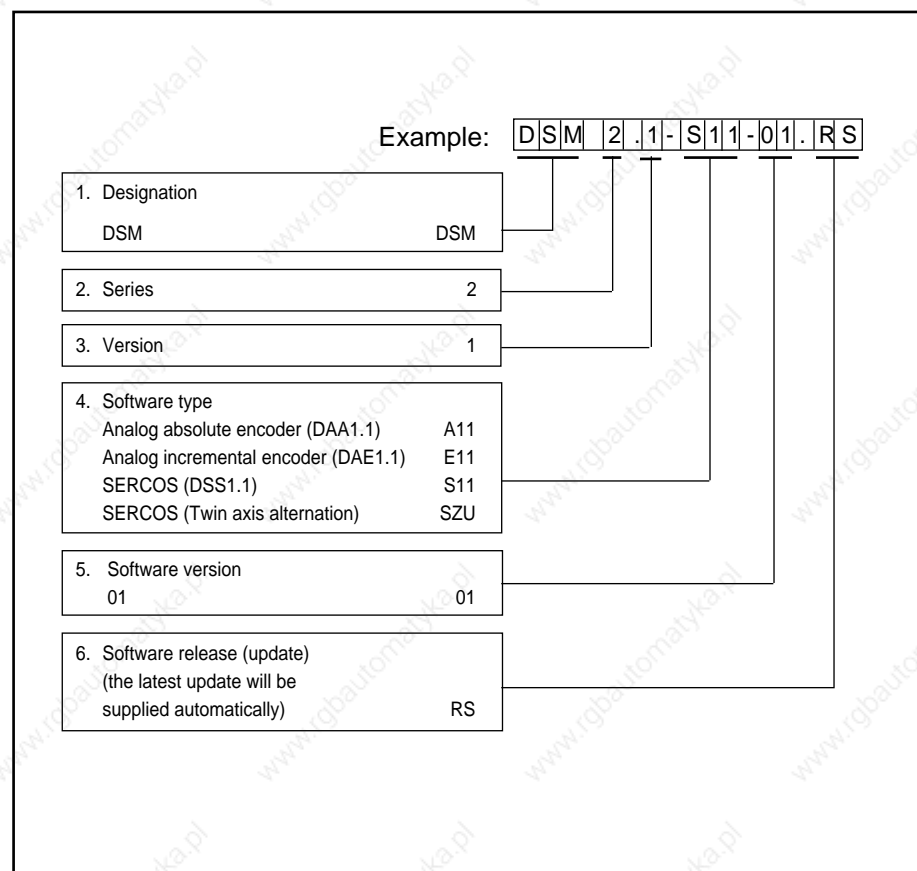 Example: DSM 2.1-S11-01.RS
1. Designation
DSM DSM
2. Series 2
3. Version 1
4. Software type
Analog absolute encoder (DAA1.1) A11
Analog incremental encoder (DAE1.1) E11
SERCOS (DSS1.1) S11
SERCOS (Twin axis alternation) SZU
5. Software version
01 01
6. Software release (update)
(the latest update will be
supplied automatically) RS
www.rgbautomatyka.pl